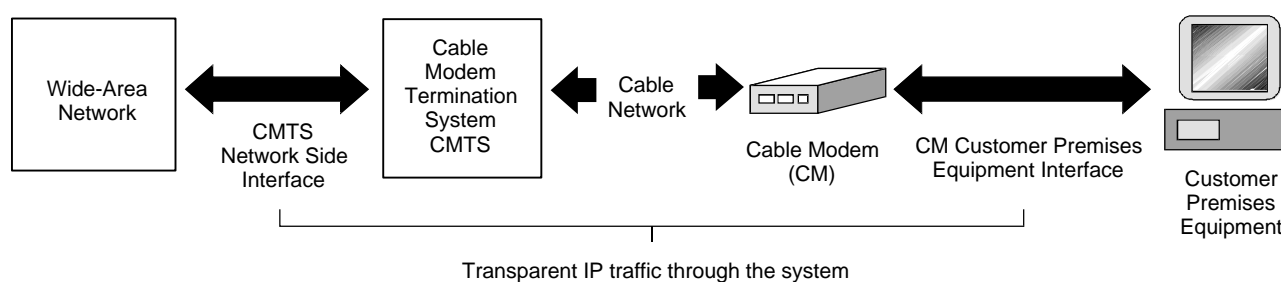 Wide-Area
Network
CMTS
Network Side
Interface
Cable
Modem
Termination
System
CMTS
Cable
Network
Cable Modem
(CM)
CM Customer Premises
Equipment Interface
Customer
Premises
Equipment
Transparent IP traffic through the system